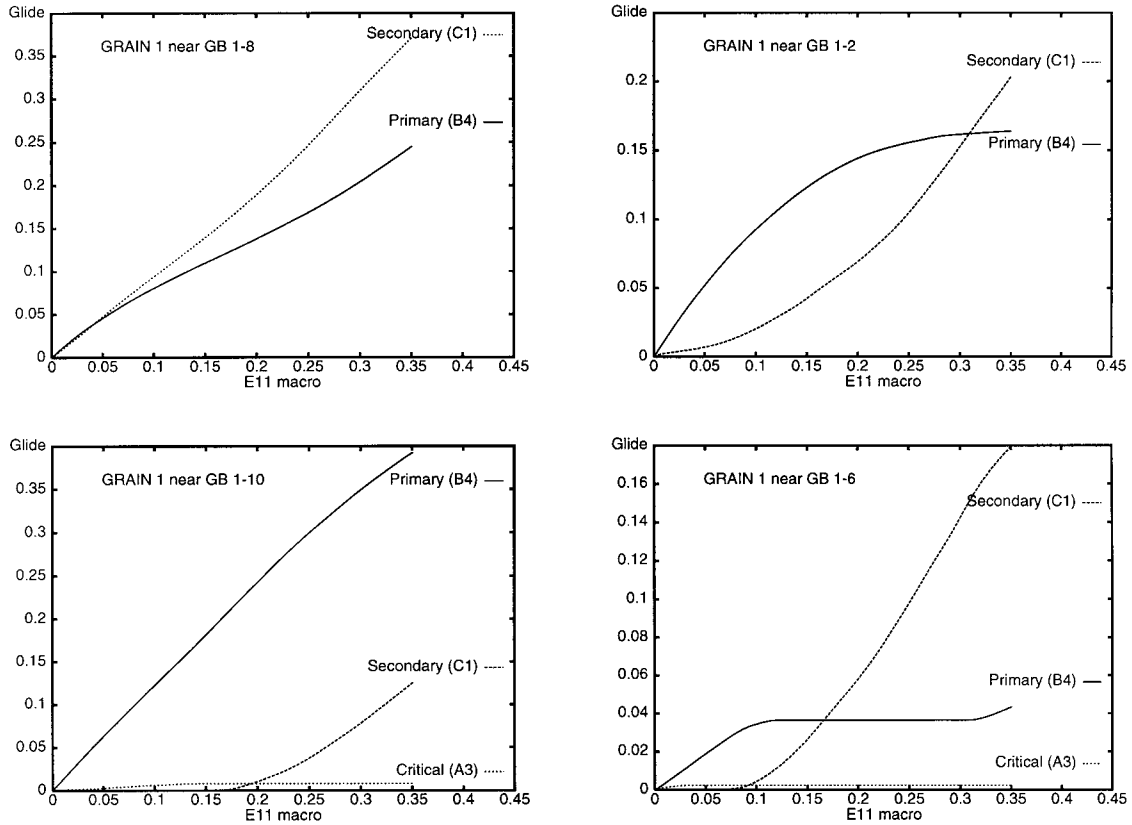 Glide
GRAIN 1 near GB 1-8
Secondary (C1)
Primary (B4)
0.35
0.3
0.25
0.2
0.15
0.1
0.05
0
0.05 0.1 0.15 0.2 0.25 0.3 0.35 0.4 0.45
E11 macro
GRAIN 1 near GB 1-2
Secondary (C1)
Primary (B4)
0.2
0.15
0.1
0.05
0
0 0.05 0.1 0.15 0.2 0.25 0.3 0.35 0.4 0.45
E11 macro
Glide
GRAIN 1 near GB 1-10
Primary (B4)
Secondary (C1)
Critical (A3)
0.35
0.3
0.25
0.2
0.15
0.1
0.05
0
0 0.05 0.1 0.15 0.2 0.25 0.3 0.35 0.4 0.45
E11 macro
Glide
GRAIN 1 near GB 1-6
Secondary (C1)
Primary (B4)
Critical (A3)
0.16
0.14
0.12
0.1
0.08
0.06
0.04
0.02
0
0 0.05 0.1 0.15 0.2 0.25 0.3 0.35 0.4 0.45
E11 macro